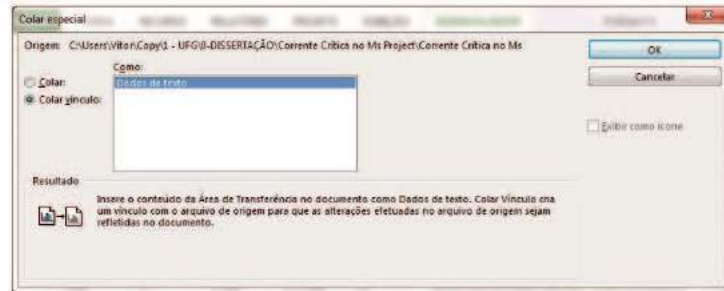 Colar especial
Origem: C:\Users\Vitor\Copy\1 - UFG\0-DISSERTAÇÃO\Corrente Crítica no Ms Project\Corrente Crítica no Ms
Como:
Colar:
Dados de texto
Colar vínculo:
OK
Cancelar
Exibir como ícone
Resultado
Insere o conteúdo da Área de Transferência no documento como Dados de texto. Colar Vínculo cria
um vínculo com o arquivo de origem para que as alterações efetuadas no arquivo de origem sejam
refletidas no documento.